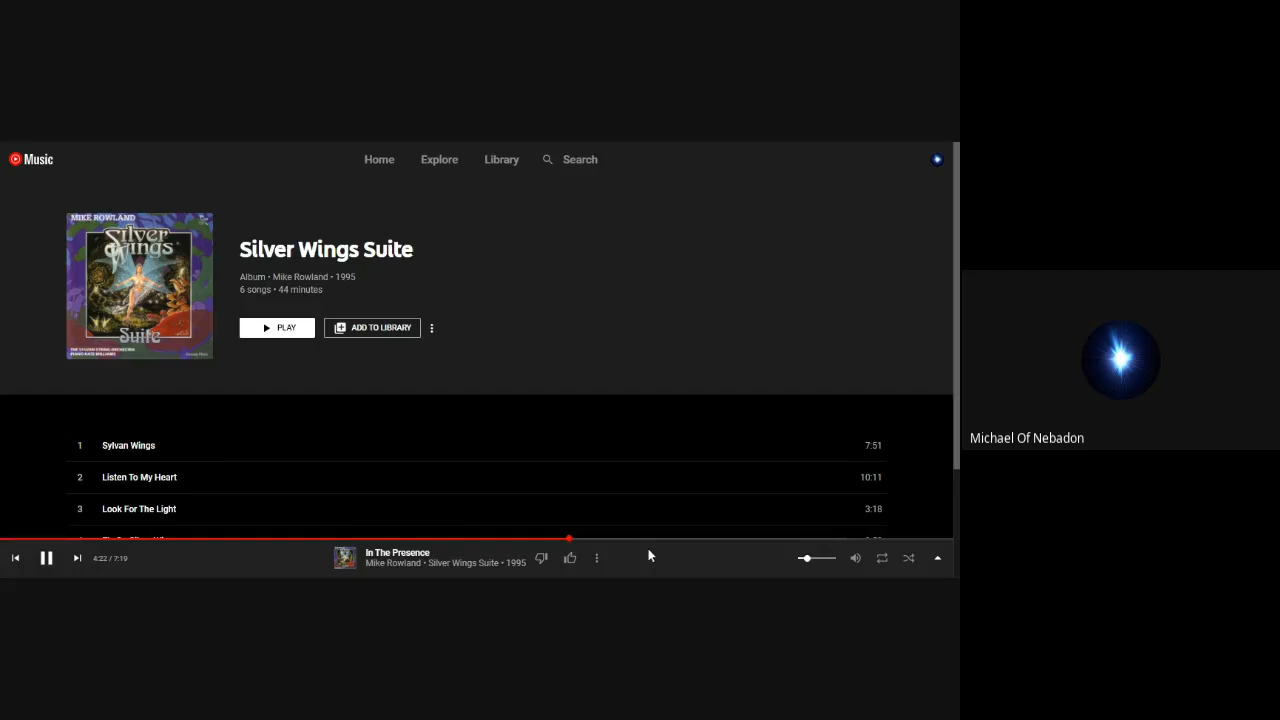 Music
Home
Explore
Library
Search
MIKE ROWLAND
Silver
Wings
Suite
Silver Wings Suite
Album • Mike Rowland • 1995
6 songs • 44 minutes
PLAY
ADD TO LIBRARY
1 Sylvan Wings 7:51
2 Listen To My Heart 10:11
3 Look For The Light 3:18
4:22 / 7:19
In The Presence
Mike Rowland • Silver Wings Suite • 1995
Michael Of Nebadon